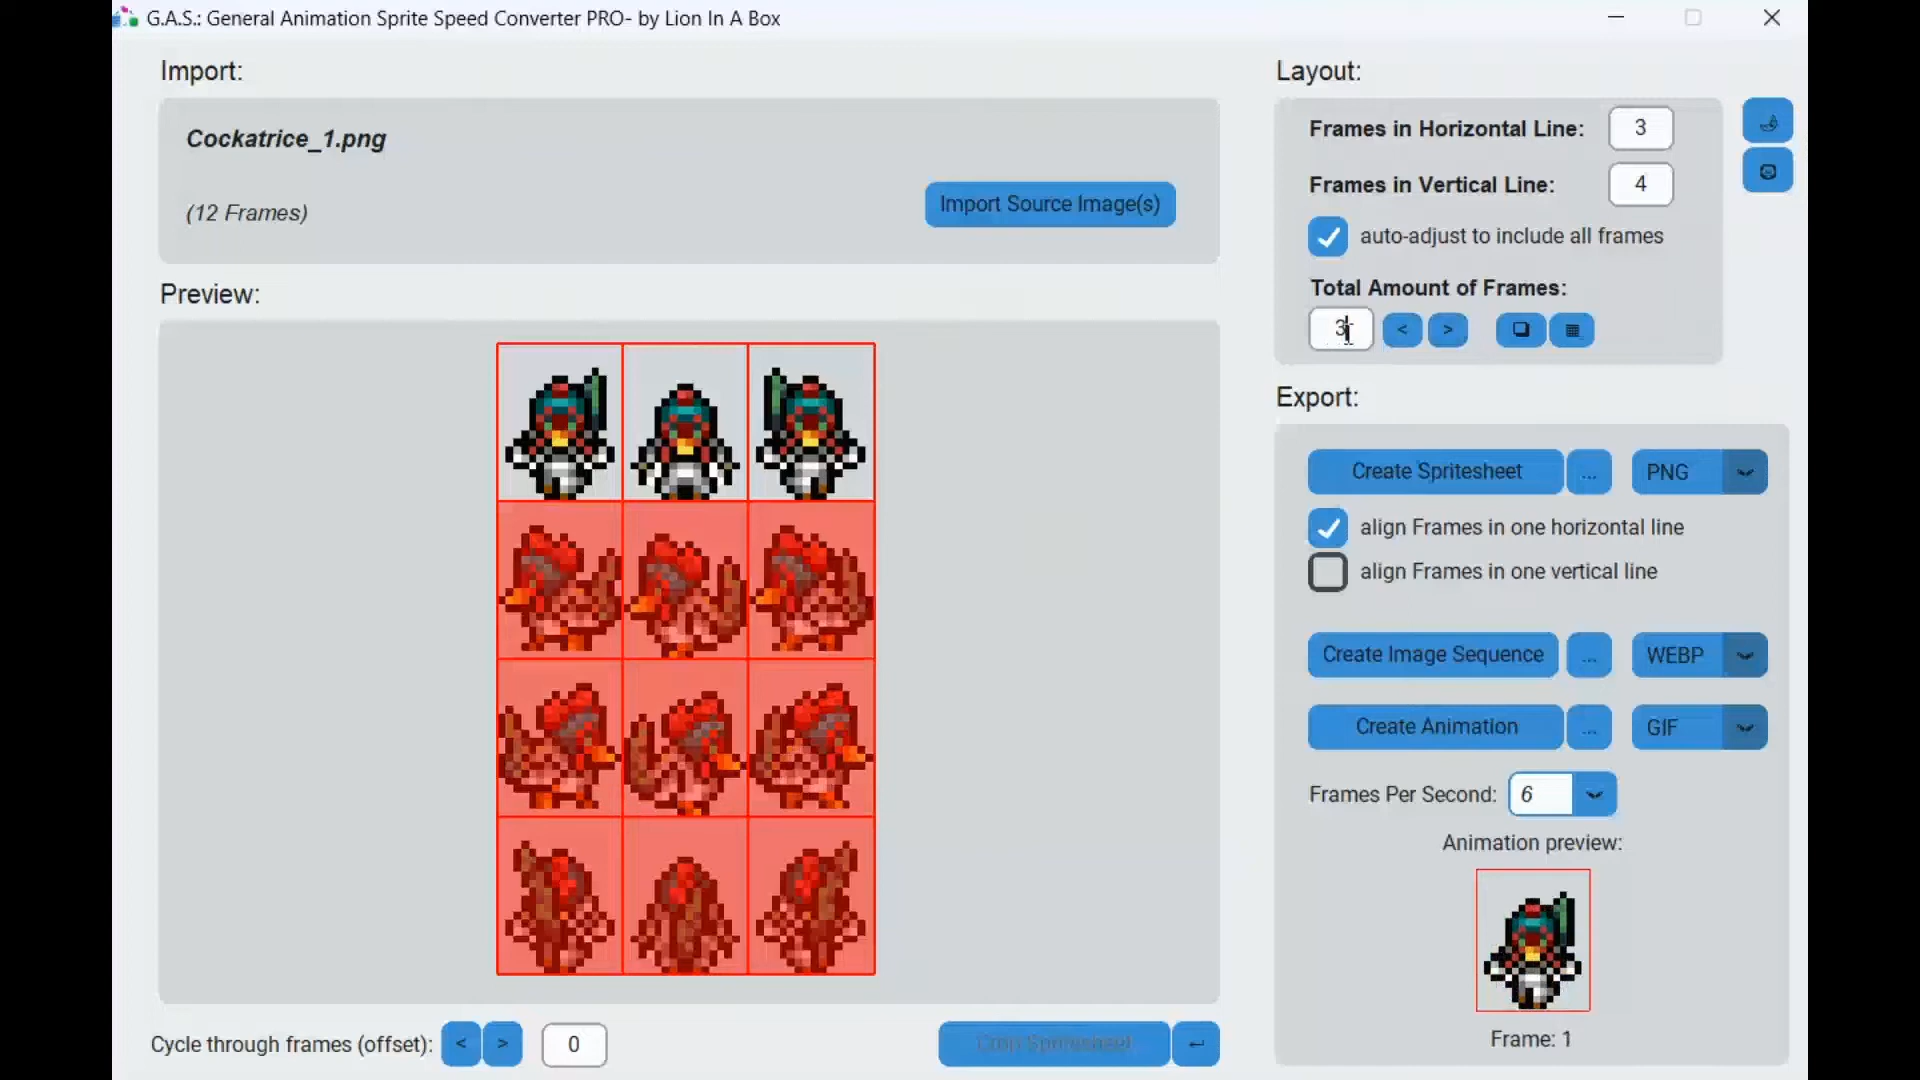 G.A.S.: General Animation Sprite Speed Converter PRO- by Lion In A Box
Import:
Cockatrice_1.png
(12 Frames)
Import Source Image(s)
Preview:
Cycle through frames (offset):
<
>
0
Crop Spritesheet
Layout:
Frames in Horizontal Line:
3
Frames in Vertical Line:
4
auto-adjust to include all frames
Total Amount of Frames:
3
<
>
Export:
Create Spritesheet
...
PNG
align Frames in one horizontal line
align Frames in one vertical line
Create Image Sequence
...
WEBP
Create Animation
...
GIF
Frames Per Second:
6
Animation preview:
Frame: 1